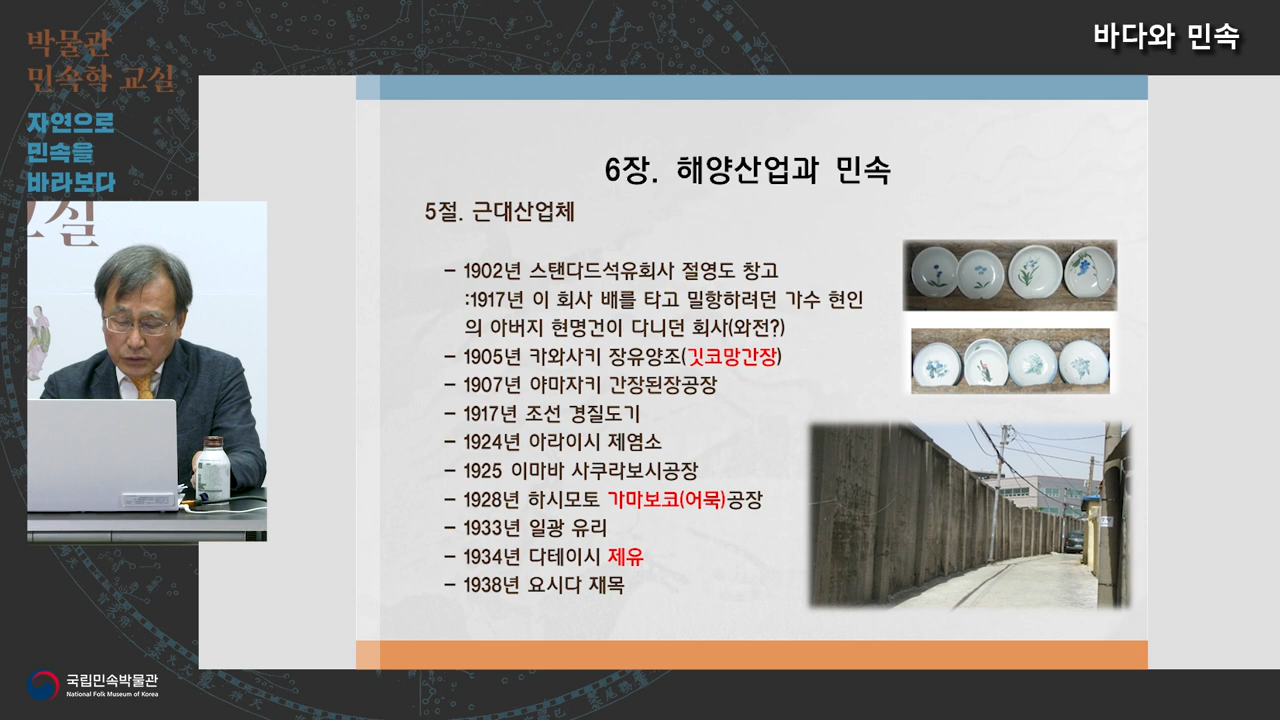 바다와 민속
박물관
민속학 교실
자연으로
민속을
바라보다
6장. 해양산업과 민속
5절. 근대산업체
- 1902년 스탠다드석유회사 절영도 창고
:1917년 이 회사 배를 타고 밀항하려던 가수 현인
의 아버지 현명건이 다니던 회사(와전?)
- 1905년 카와사키 장유양조(깃코망간장)
- 1907년 야마자키 간장된장공장
- 1917년 조선 경질도기
- 1924년 아라이시 제염소
- 1925 이마바 사쿠라보시공장
- 1928년 하시모토 가마보코(어묵)공장
- 1933년 일광 유리
- 1934년 다테이시 제유
- 1938년 요시다 재목
실
국립민속박물관
National Folk Museum of Korea